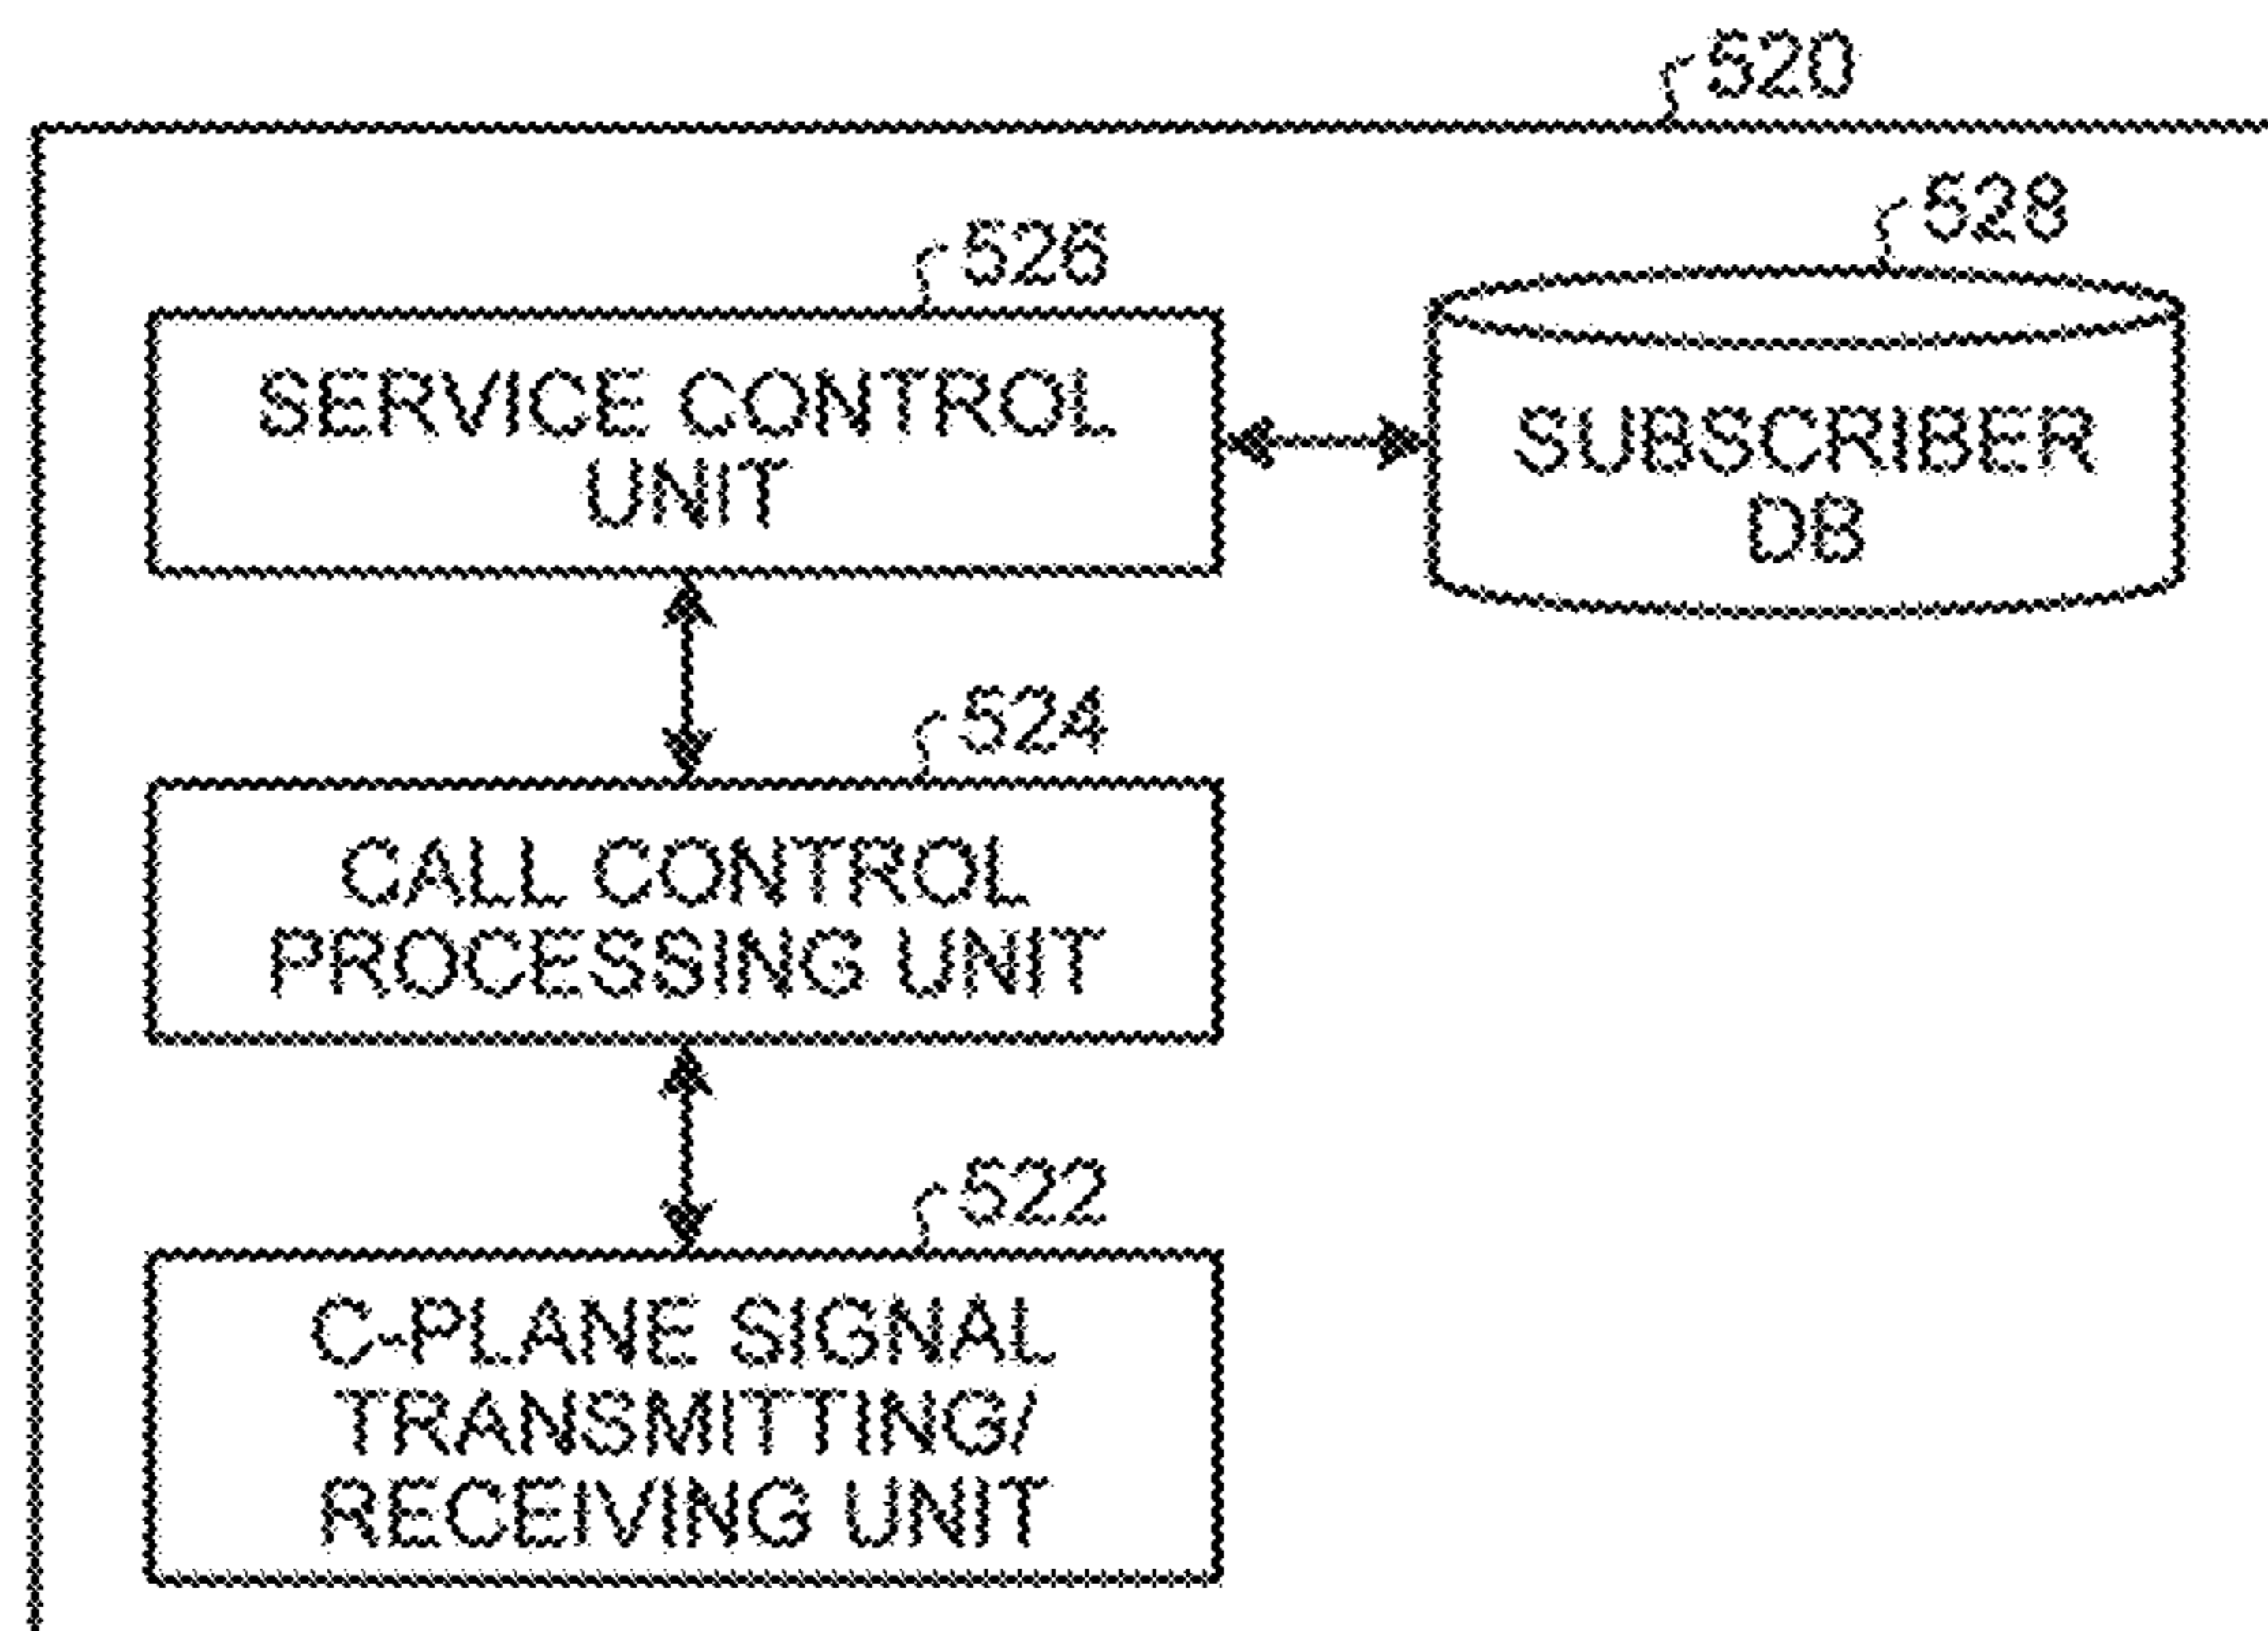 520
528
526
SERVICE CONTROL
UNIT
SUBSCRIBER
DB
524
CALL CONTROL
PROCESSING UNIT
522
C-PLANE SIGNAL
TRANSMITTING/
RECEIVING UNIT